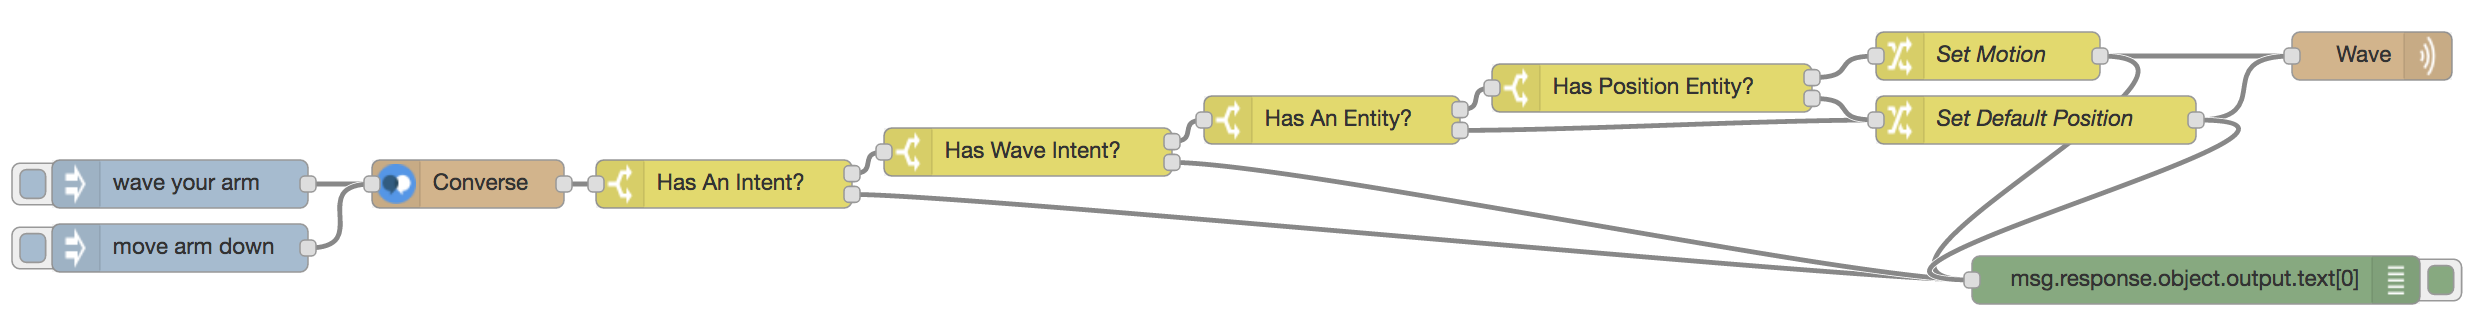 wave your arm
move arm down
Converse
Has An Intent?
Has Wave Intent?
Has An Entity?
Has Position Entity?
Set Motion
Set Default Position
Wave
msg.response.object.output.text[0]